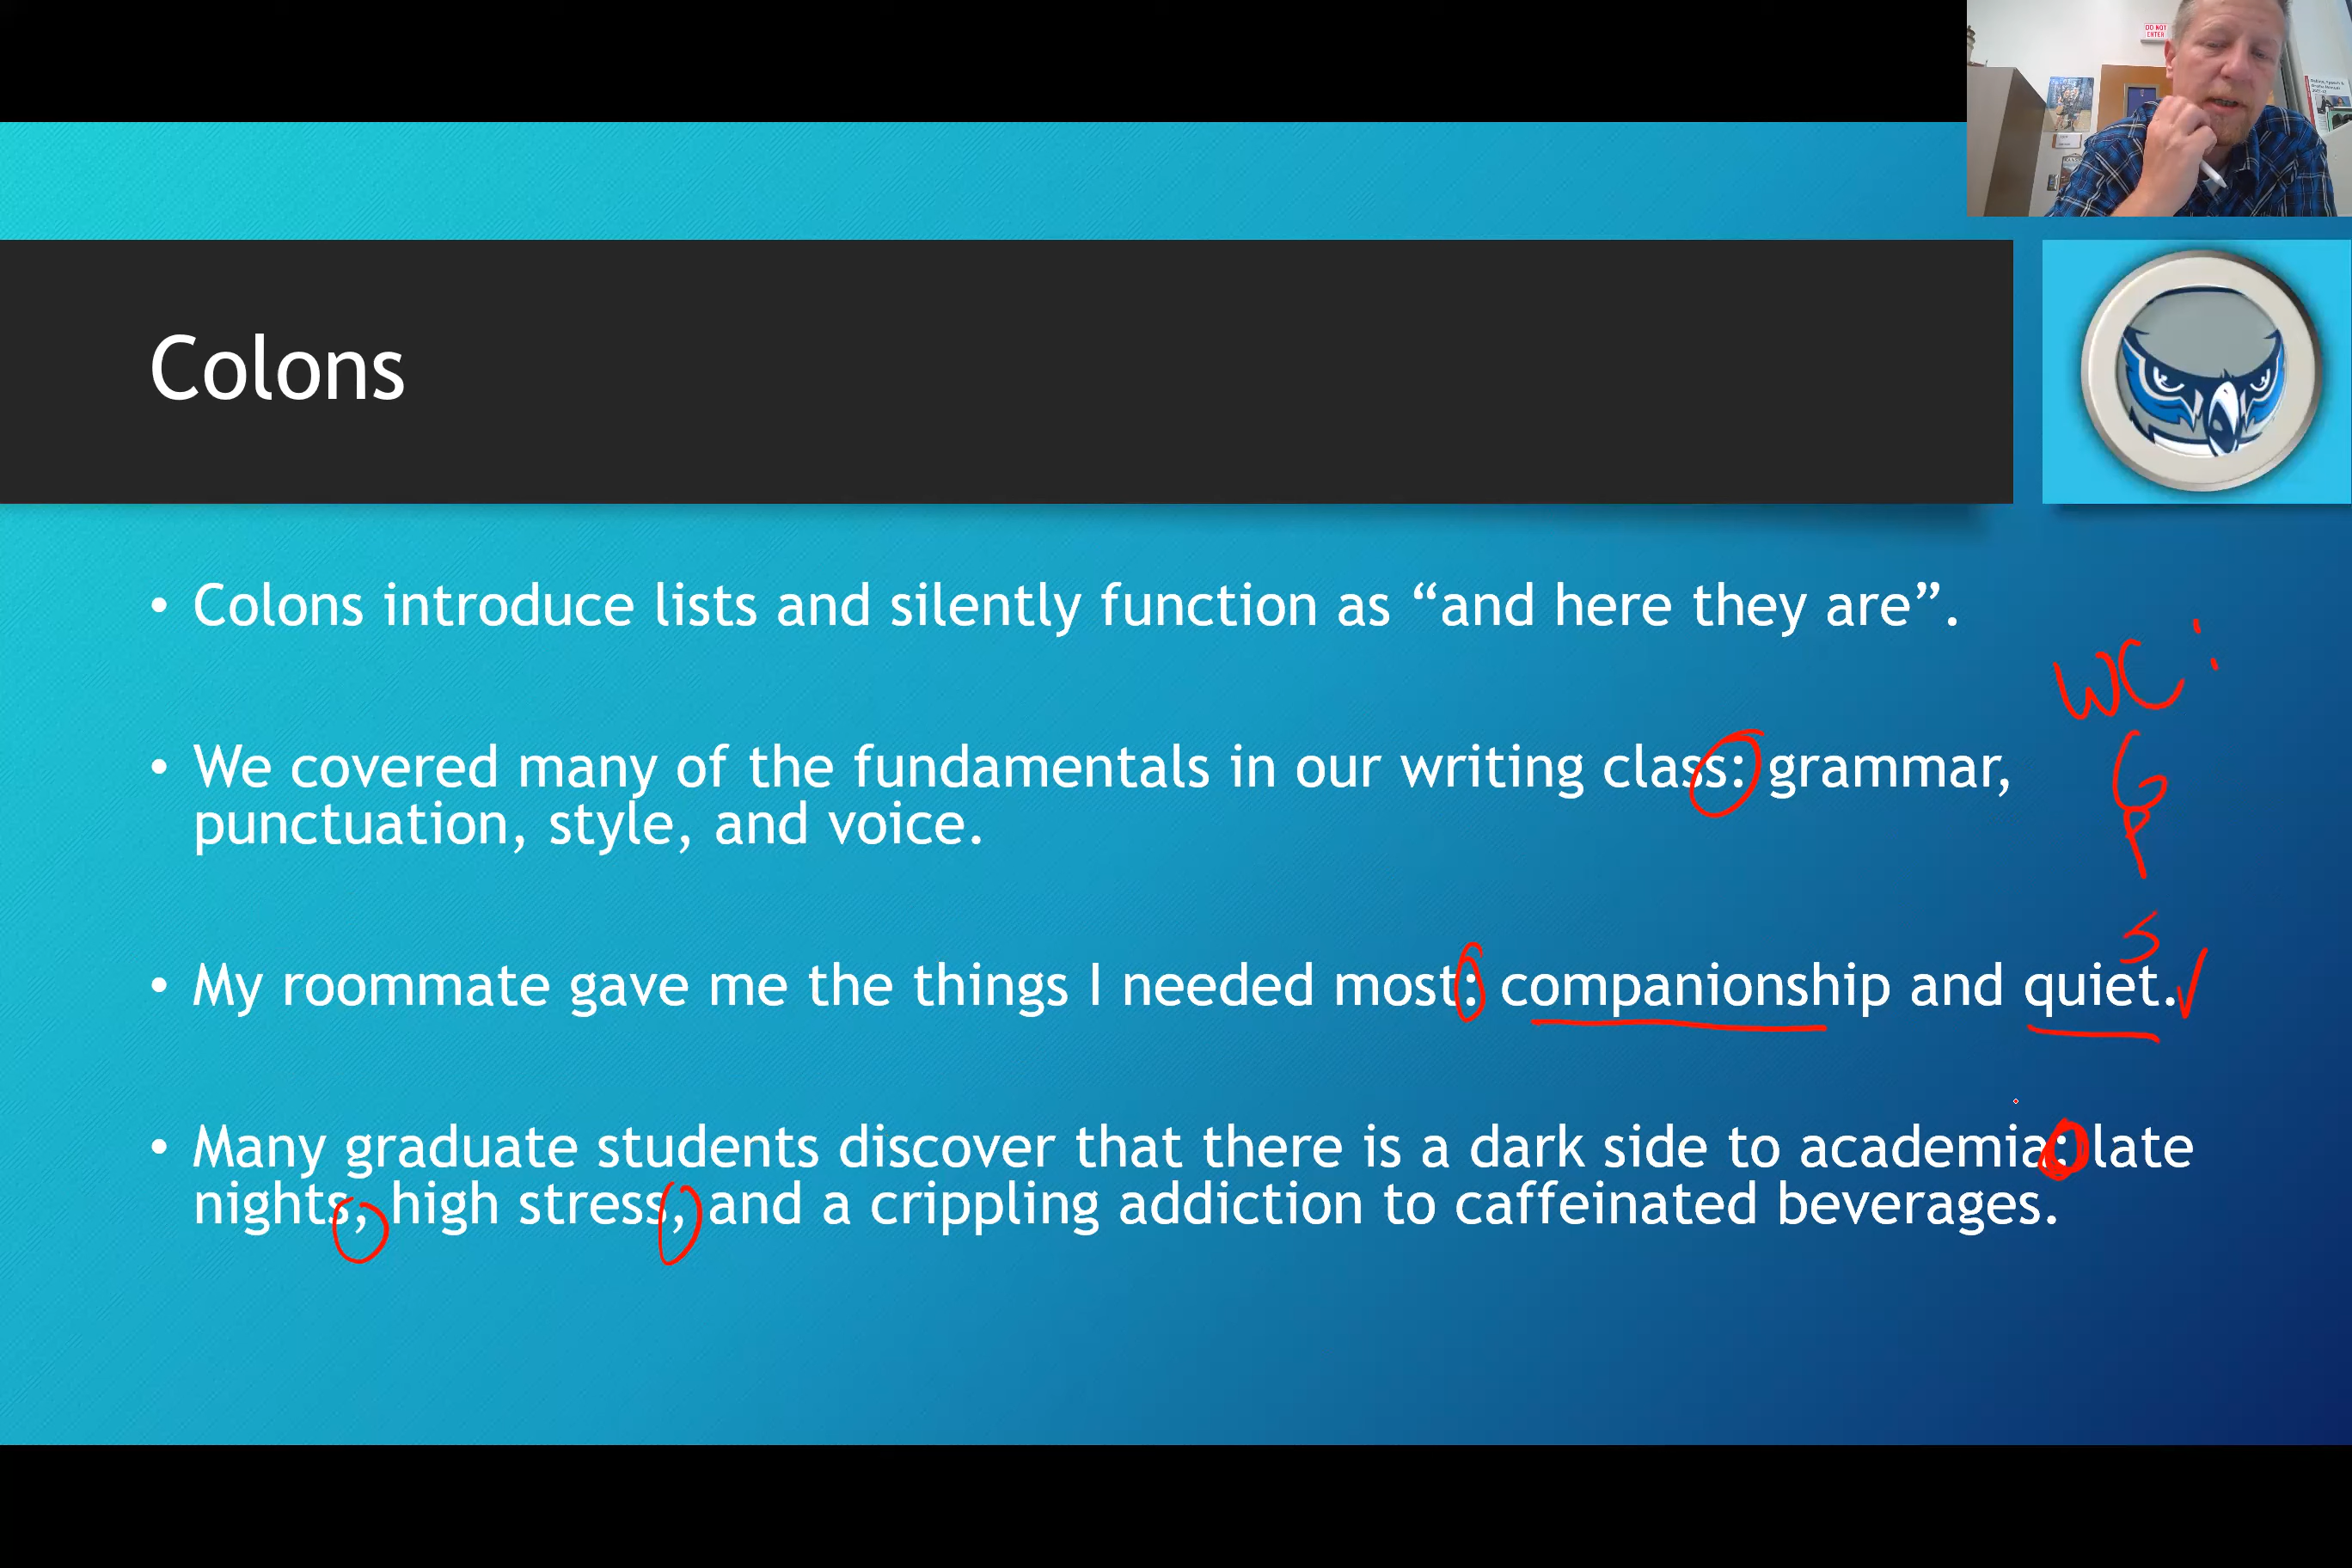 DO NOT
ENTER
Colons
• Colons introduce lists and silently function as “and here they are”.
• We covered many of the fundamentals in our writing class: grammar,
punctuation, style, and voice.
• My roommate gave me the things I needed most: companionship and quiet.
• Many graduate students discover that there is a dark side to academia: late
nights, high stress, and a crippling addiction to caffeinated beverages.
WC:
G
P
S